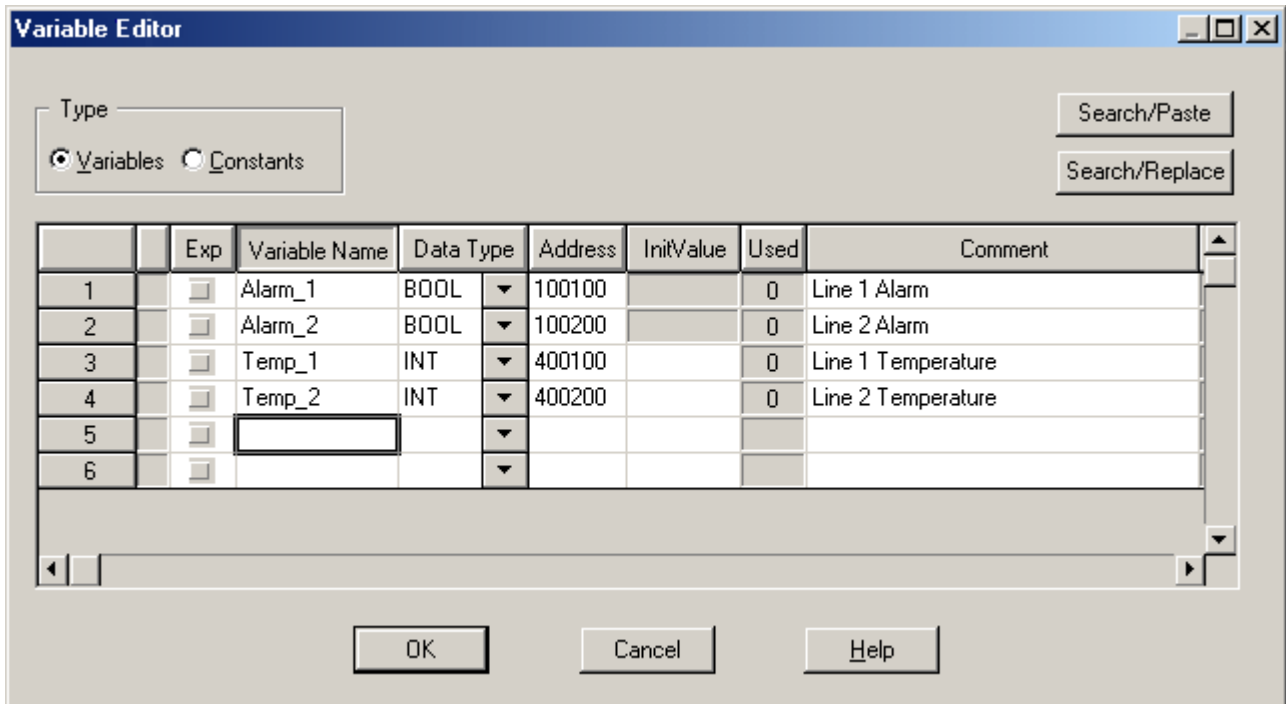 Variable Editor
Type
Search/Paste
Variables Constants
Search/Replace
Exp Variable Name Data Type Address InitValue Used Comment
1 Alarm_1 BOOL 100100 0 Line 1 Alarm
2 Alarm_2 BOOL 100200 0 Line 2 Alarm
3 Temp_1 INT 400100 0 Line 1 Temperature
4 Temp_2 INT 400200 0 Line 2 Temperature
5
6
OK Cancel Help